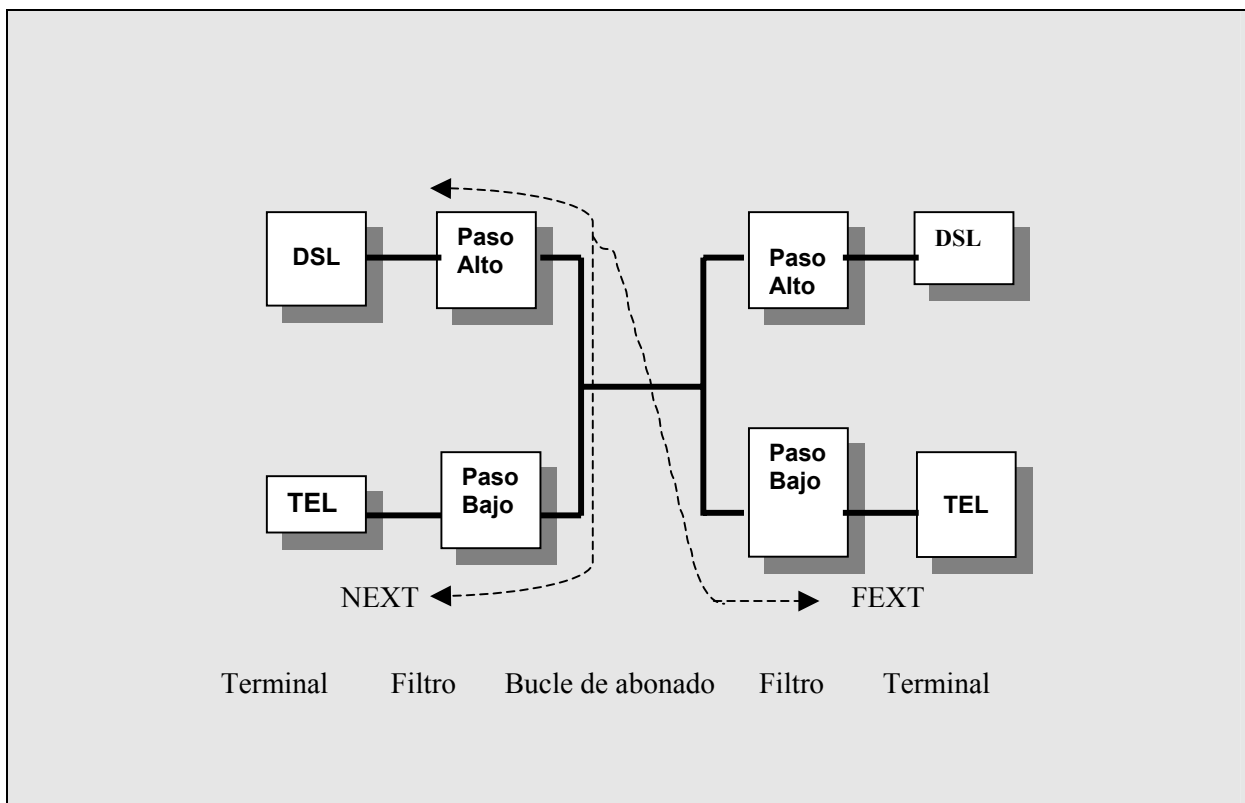 DSL
Paso
Alto
Paso
Alto
DSL
TEL
Paso
Bajo
Paso
Bajo
TEL
NEXT
FEXT
Terminal Filtro Bucle de abonado Filtro Terminal